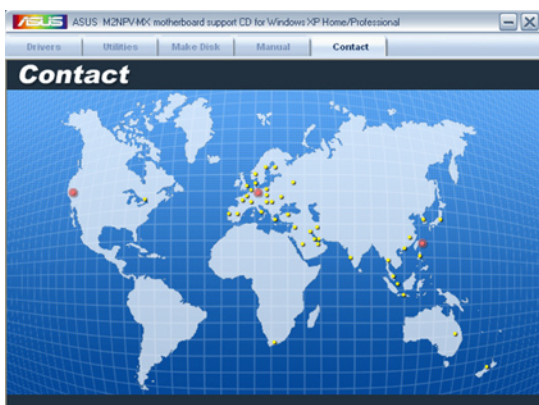 ASUS ASUS M2NPV-MX motherboard support CD for Windows XP Home/Professional
Drivers Utilities Make Disk Manual Contact
Contact